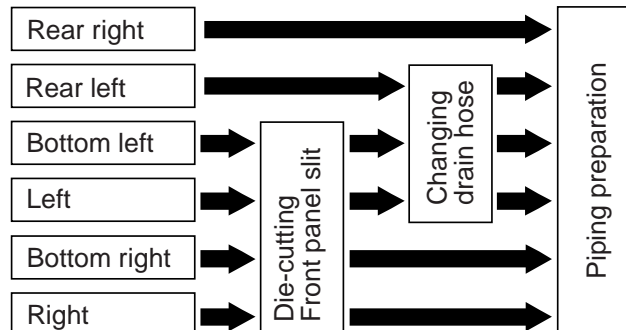 Rear right
Rear left
Bottom left
Left
Bottom right
Right
Die-cutting
Front panel slit
Changing
drain hose
Piping preparation